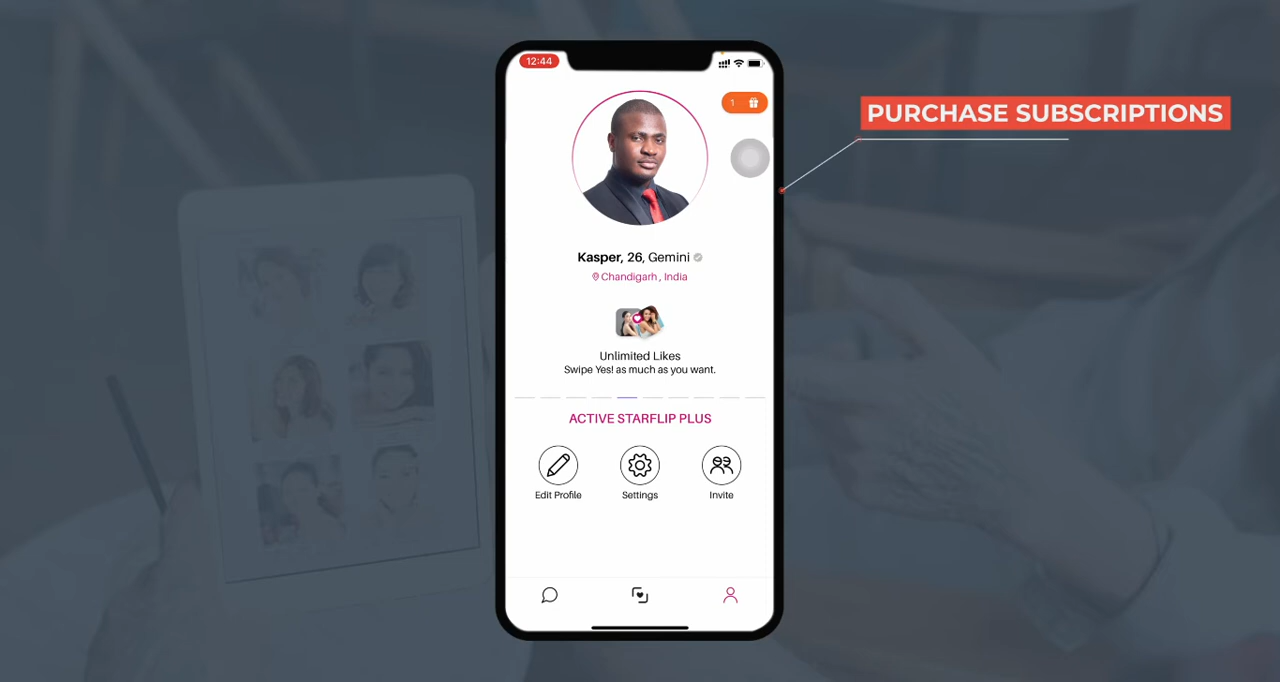 12:44
1
PURCHASE SUBSCRIPTIONS
Kasper, 26, Gemini
Chandigarh , India
Unlimited Likes
Swipe Yes! as much as you want.
ACTIVE STARFLIP PLUS
Edit Profile
Settings
Invite